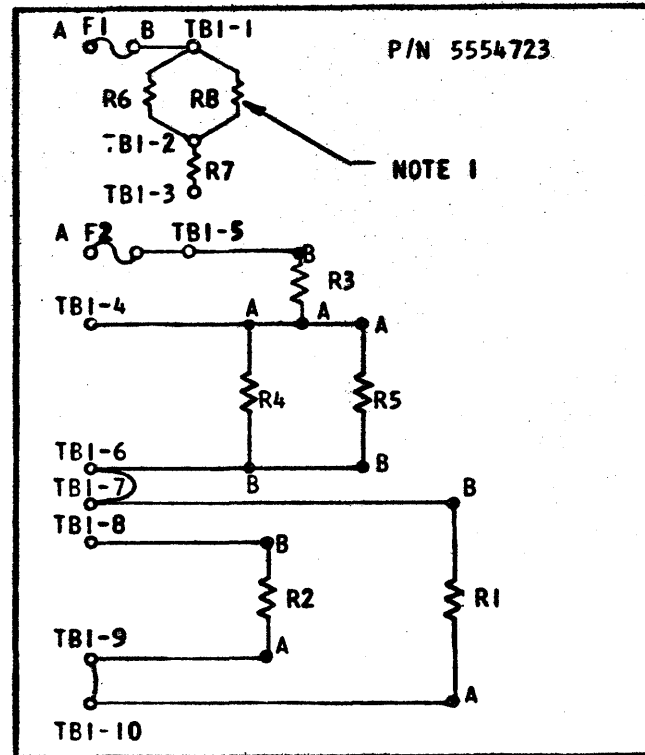 A F1 B TB1-1 P/N 5554723
R6 R8
TB1-2 NOTE 1
R7
TB1-3
A F2 TB1-5 B
R3
TB1-4 A A A
R4 R5
TB1-6 B
TB1-7 B B
TB1-8 B
R2 R1
TB1-9 A
A
TB1-10